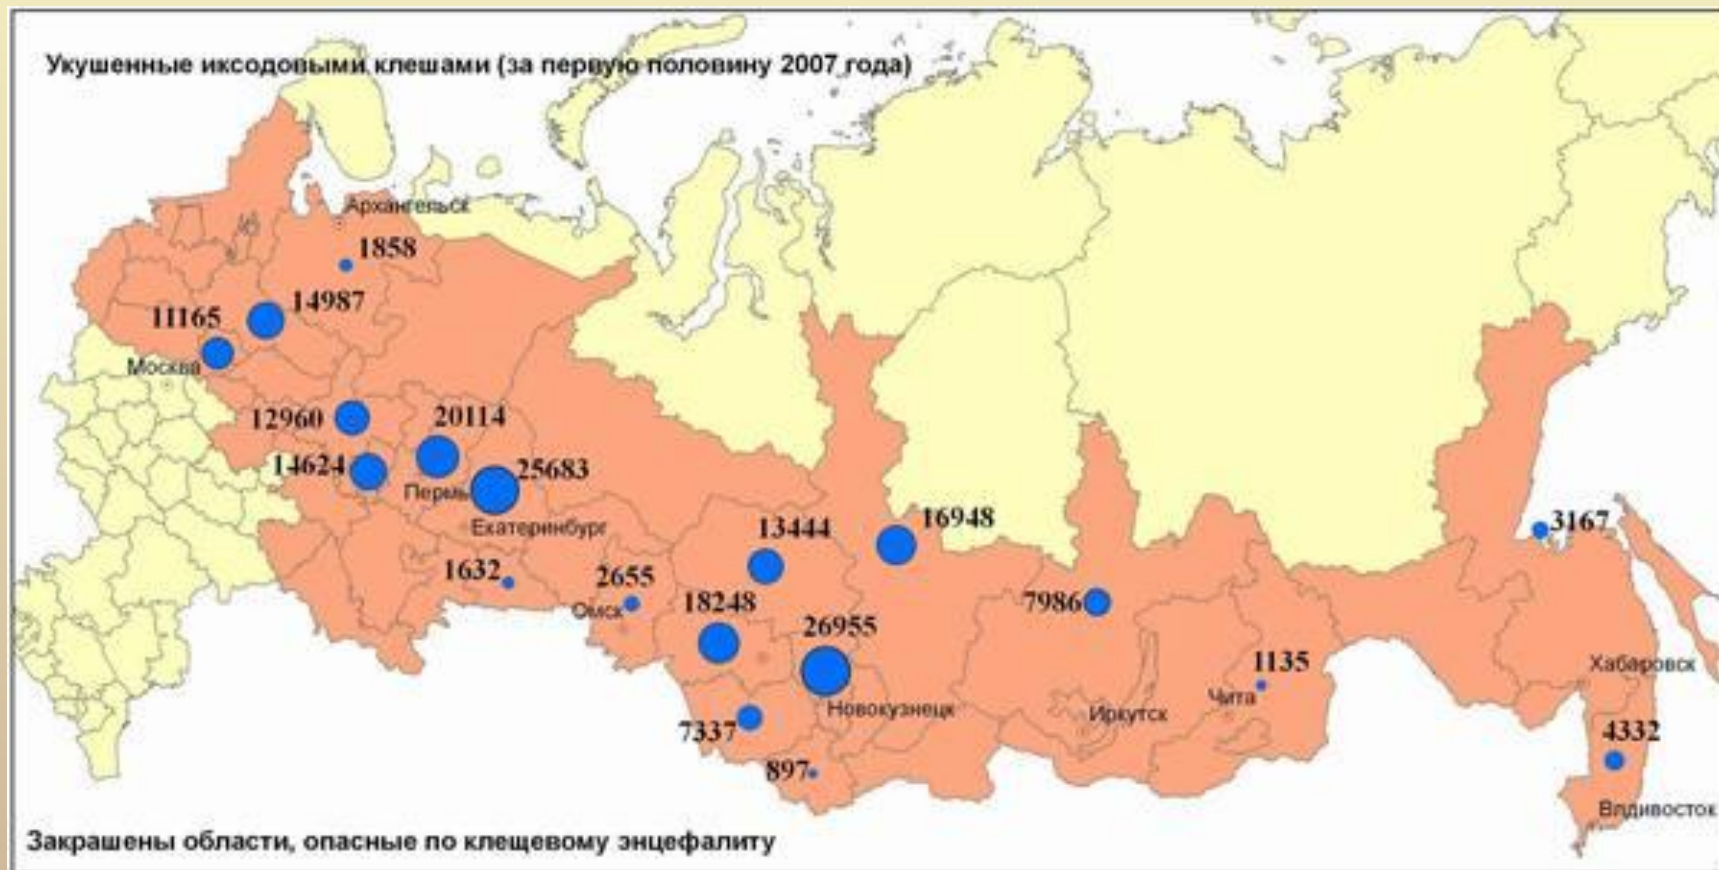 Укушенные иксодовыми клешами (за первую половину 2007 года)
Архангельск
1858
14987
11165
Москва
12960
20114
14624
25683
Пермь
Екатеринбург
13444
16948
3167
1632
2655
Омск
18248
7986
26955
1135
Хабаровск
Чита
Новокузнецк
Иркутск
7337
4332
897
Влдивосток
Закрашены области, опасные по клещевому энцефалиту